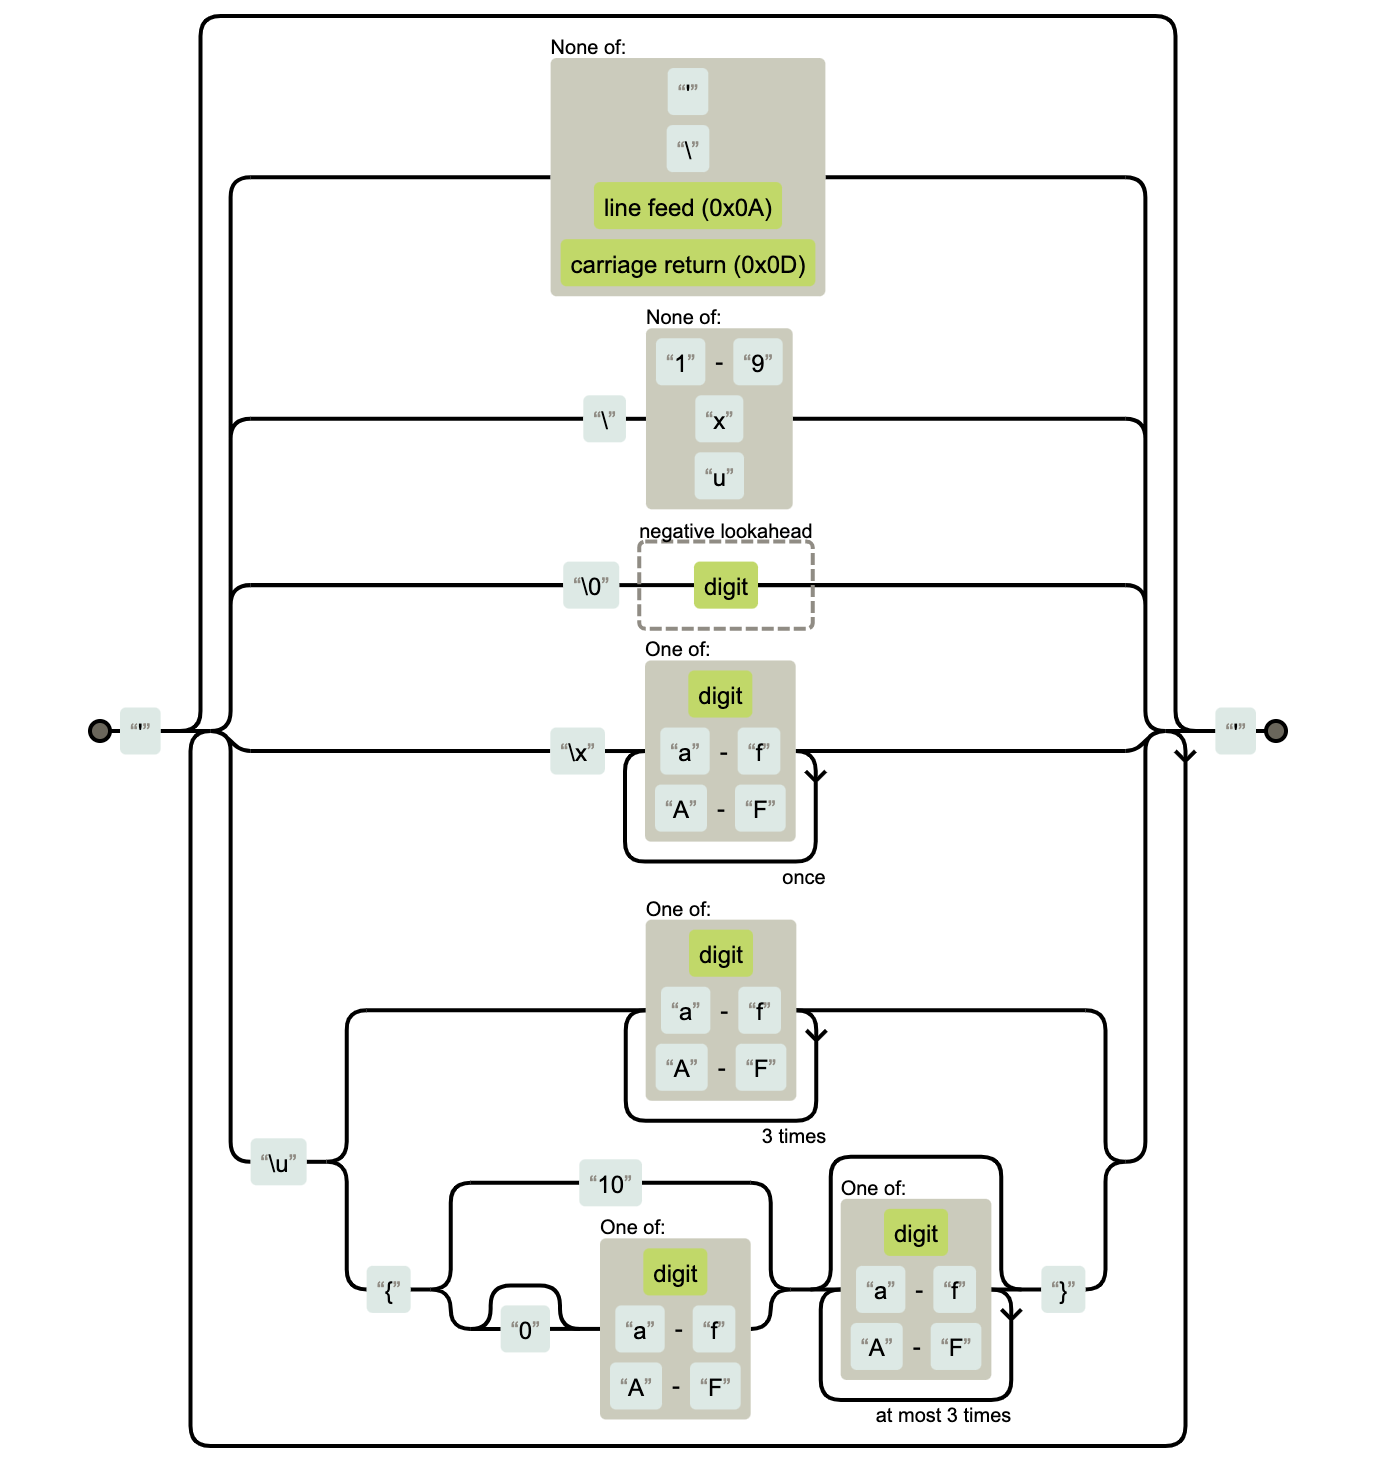 None of:
“'”
“\”
line feed (0x0A)
carriage return (0x0D)
None of:
“1” - “9”
“\”
“x”
“u”
negative lookahead
“\0”
digit
One of:
digit
“'”
“'”
“\x”
“a” - “f”
“A” - “F”
once
One of:
digit
“a” - “f”
“A” - “F”
3 times
“\u”
“10”
One of:
digit
One of:
digit
“{”
“a” - “f”
“}”
“0”
“a” - “f”
“A” - “F”
“A” - “F”
at most 3 times